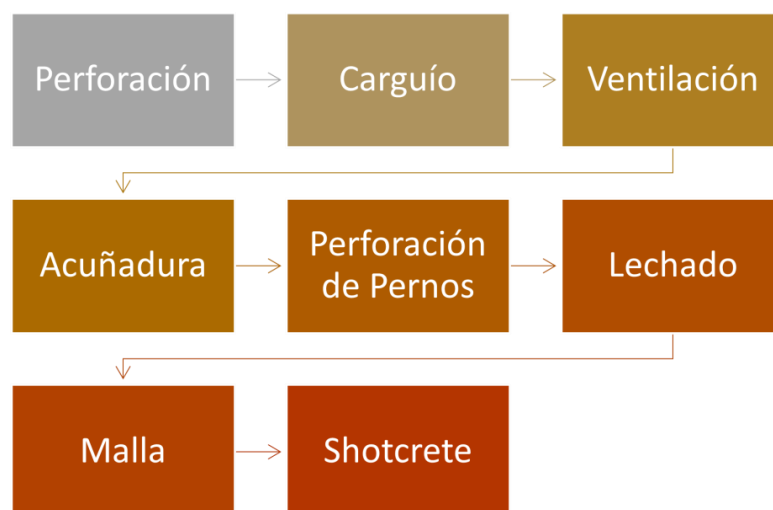 Perforación
Carguío
Ventilación
Acuñadura
Perforación
de Pernos
Lechado
Malla
Shotcrete